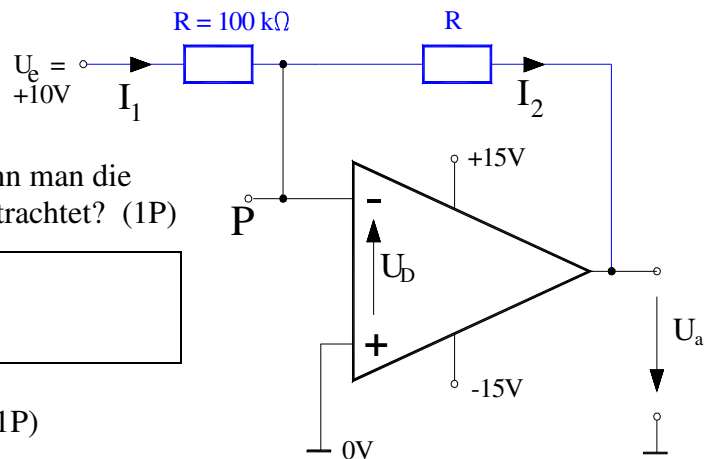 R = 100 kΩ
R
U_e =
+10V
I_1
I_2
nn man die
trachtet? (1P)
+15V
P
-
U_D
+
U_a
-15V
1P)
0V